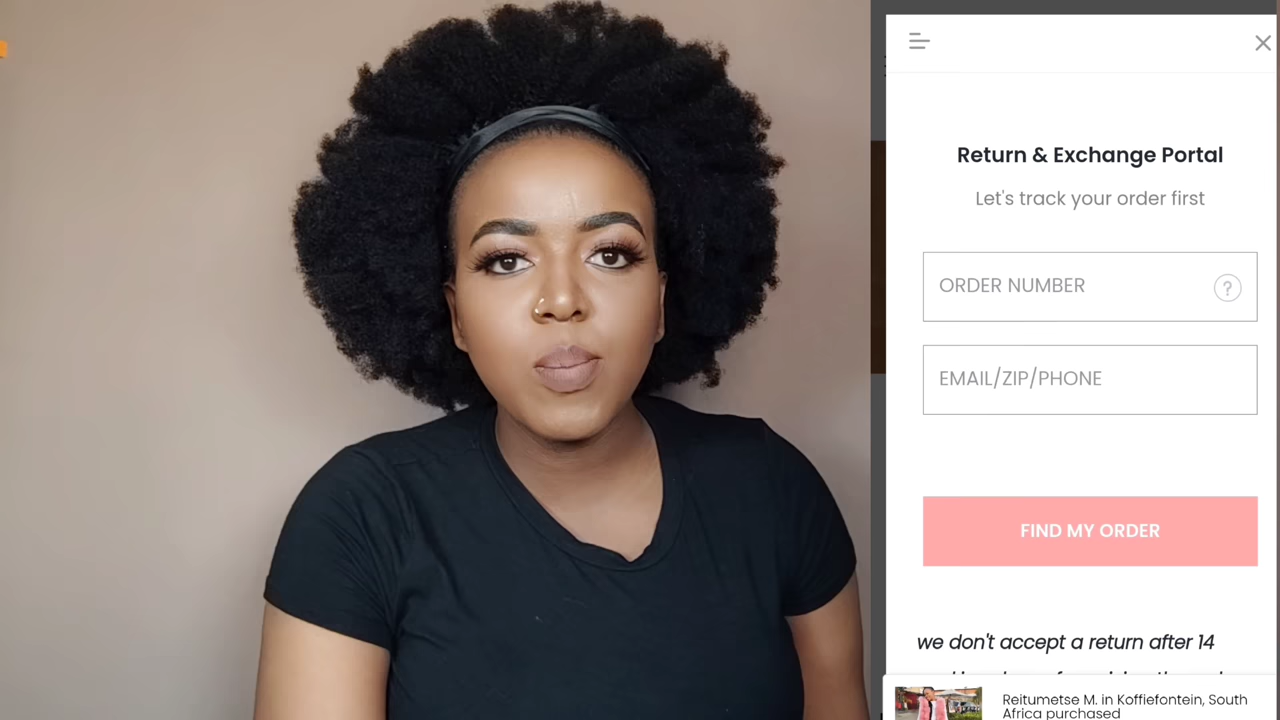 Return & Exchange Portal
Let's track your order first
ORDER NUMBER
?
EMAIL/ZIP/PHONE
FIND MY ORDER
we don't accept a return after 14
Reitumetse M. in Koffiefontein, South
Africa purchased